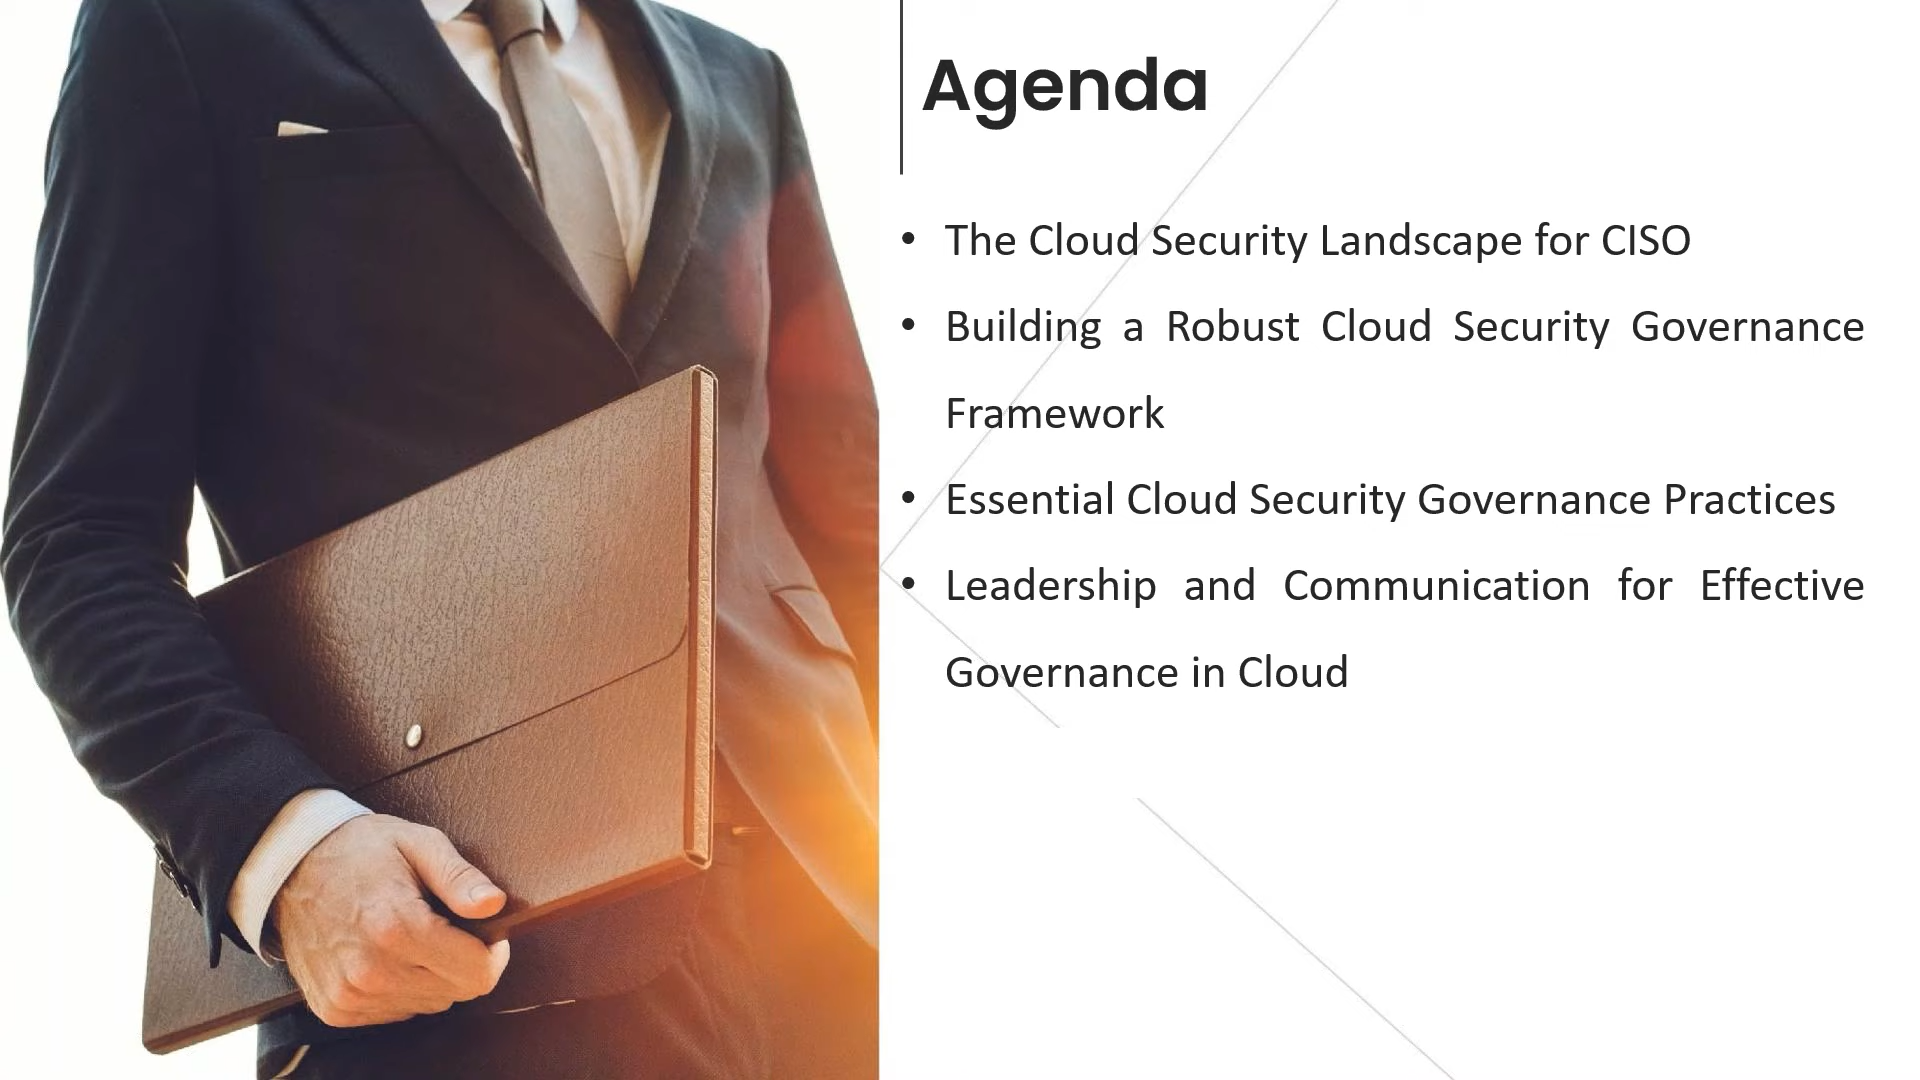 Agenda
• The Cloud Security Landscape for CISO
• Building a Robust Cloud Security Governance
Framework
• Essential Cloud Security Governance Practices
• Leadership and Communication for Effective
Governance in Cloud